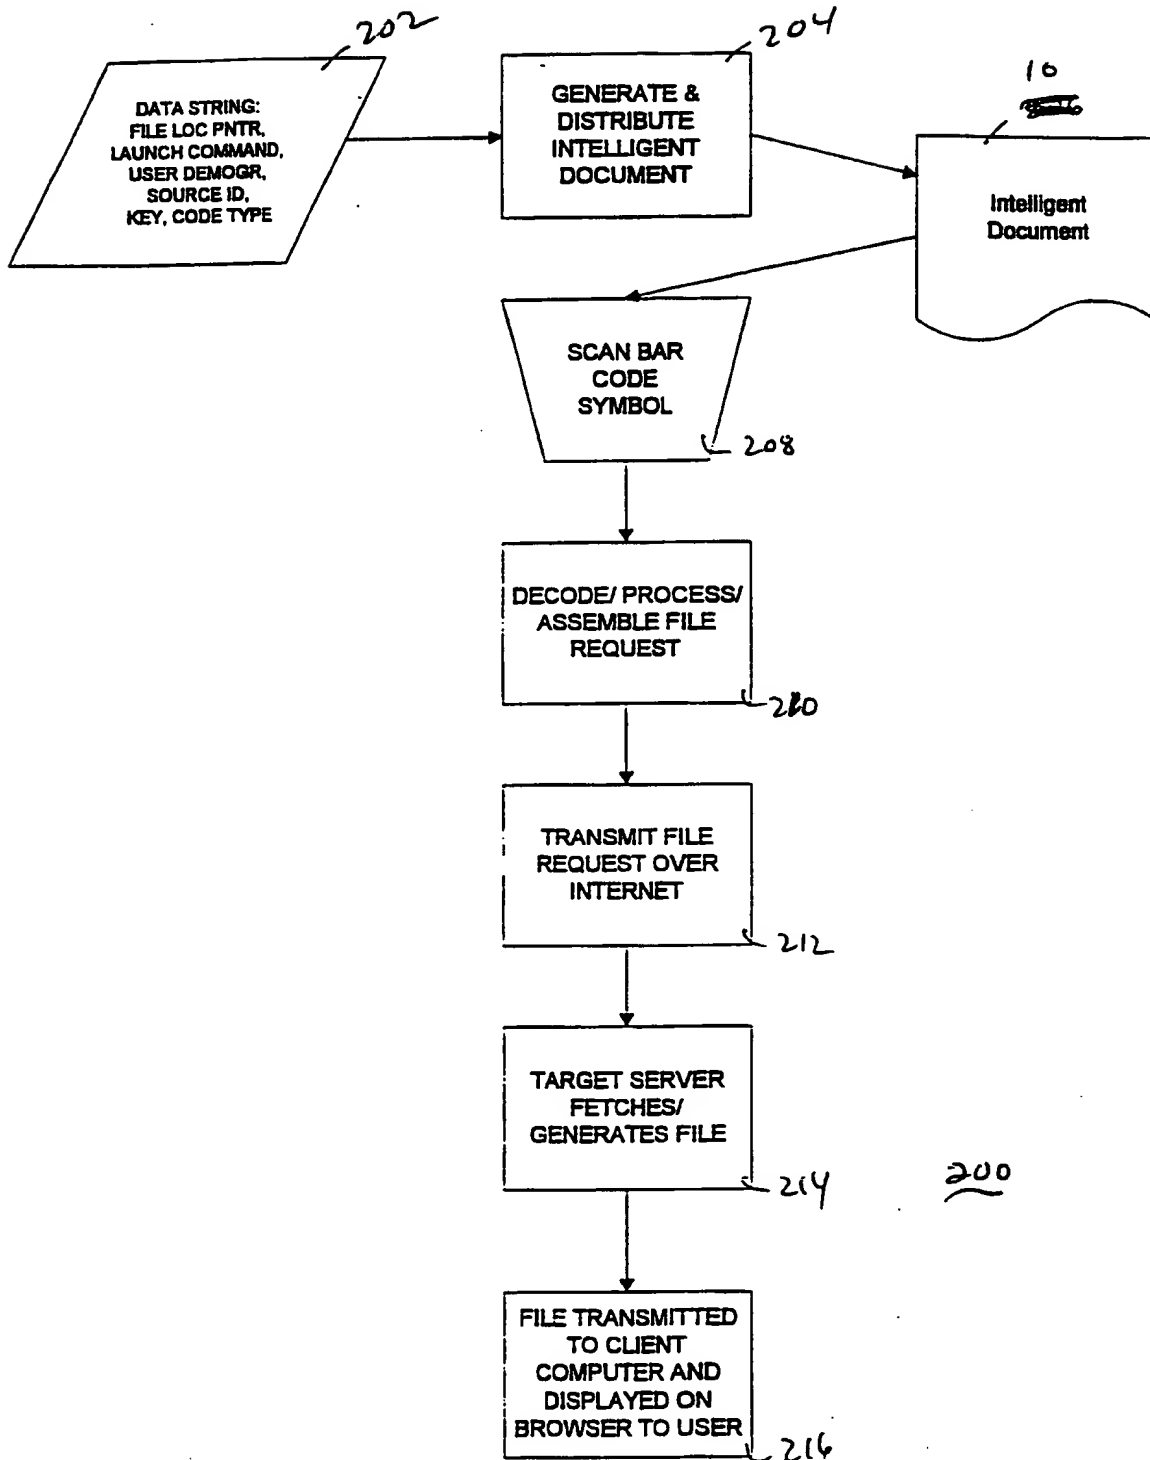 202
DATA STRING:
FILE LOC PNTR,
LAUNCH COMMAND,
USER DEMOGR,
SOURCE ID,
KEY, CODE TYPE
204
GENERATE &
DISTRIBUTE
INTELLIGENT
DOCUMENT
10
Intelligent
Document
SCAN BAR
CODE
SYMBOL
208
DECODE/ PROCESS/
ASSEMBLE FILE
REQUEST
210
TRANSMIT FILE
REQUEST OVER
INTERNET
212
TARGET SERVER
FETCHES/
GENERATES FILE
214
200
FILE TRANSMITTED
TO CLIENT
COMPUTER AND
DISPLAYED ON
BROWSER TO USER
216